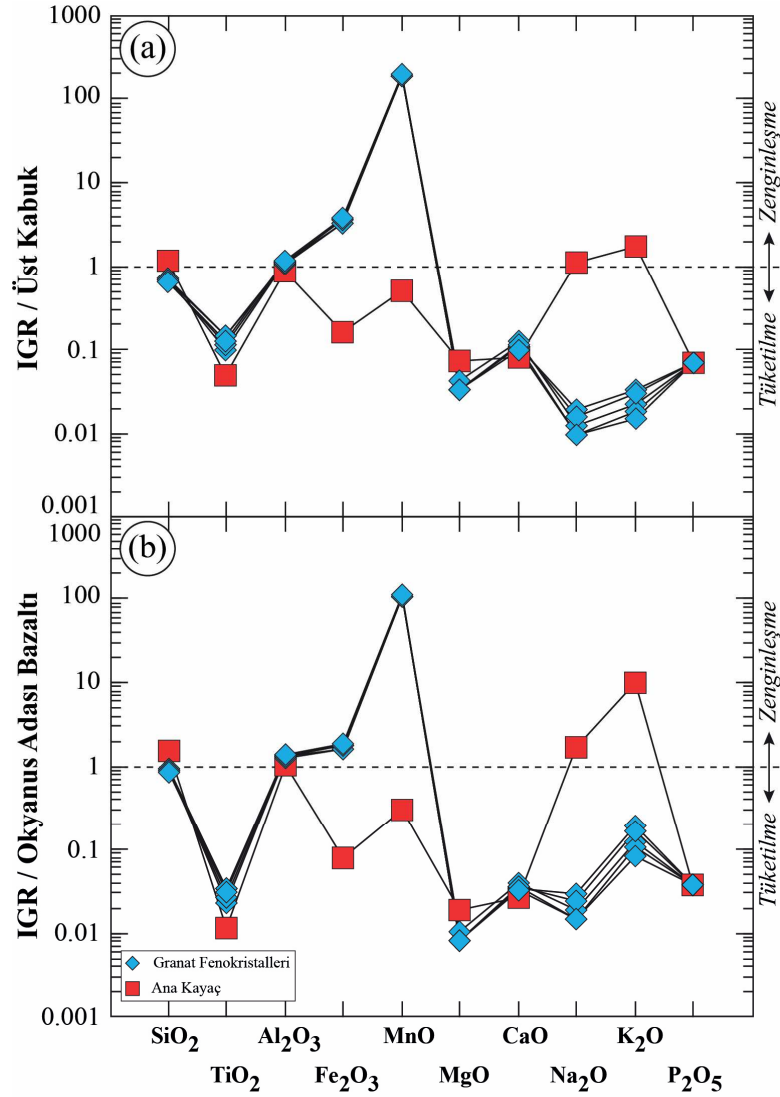 (a)
1000
100
10
1
0.1
0.01
0.001
IGR / Üst Kabuk
Tüketilme Zenginleşme
(b)
1000
100
10
1
0.1
0.01
0.001
IGR / Okyanus Adası Bazaltı
Tüketilme Zenginleşme
Granat Fenokristalleri
Ana Kayaç
SiO2 Al2O3 MnO CaO K2O
TiO2 Fe2O3 MgO Na2O P2O5